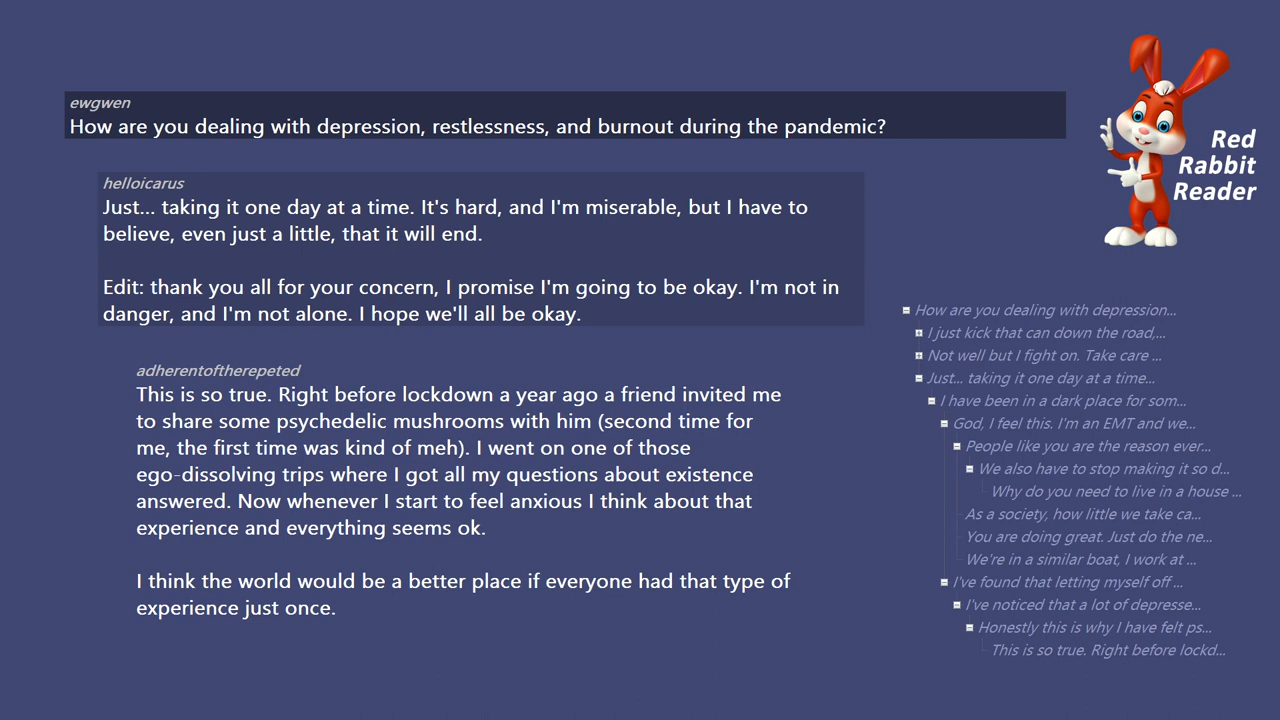 ewgwen
How are you dealing with depression, restlessness, and burnout during the pandemic?
helloicarus
Just... taking it one day at a time. It's hard, and I'm miserable, but I have to
believe, even just a little, that it will end.
Edit: thank you all for your concern, I promise I'm going to be okay. I'm not in
danger, and I'm not alone. I hope we'll all be okay.
adherentoftherepeted
This is so true. Right before lockdown a year ago a friend invited me
to share some psychedelic mushrooms with him (second time for
me, the first time was kind of meh). I went on one of those
ego-dissolving trips where I got all my questions about existence
answered. Now whenever I start to feel anxious I think about that
experience and everything seems ok.
I think the world would be a better place if everyone had that type of
experience just once.
Red
Rabbit
Reader
How are you dealing with depression...
I just kick that can down the road,...
Not well but I fight on. Take care ...
Just... taking it one day at a time...
I have been in a dark place for som...
God, I feel this. I'm an EMT and we...
People like you are the reason ever...
We also have to stop making it so d...
Why do you need to live in a house ...
As a society, how little we take ca...
You are doing great. Just do the ne...
We're in a similar boat, I work at ...
I've found that letting myself off ...
I've noticed that a lot of depresse...
Honestly this is why I have felt ps...
This is so true. Right before lockd...